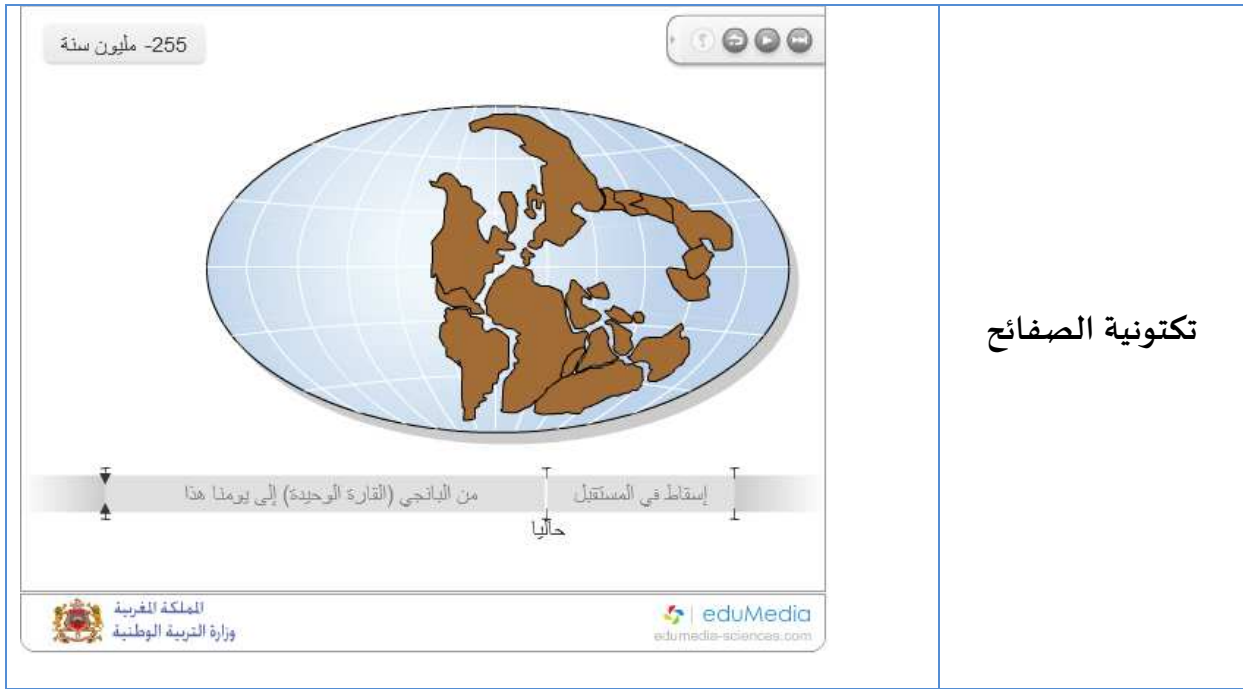 تكتونية الصفائح
255- مليون سنة
من البانجي (القارة الوحيدة) إلى يومنا هذا
إسقاط في المستقبل
حاليا
المملكة المغربية
وزارة التربية الوطنية
eduMedia
edumedia-sciences.com